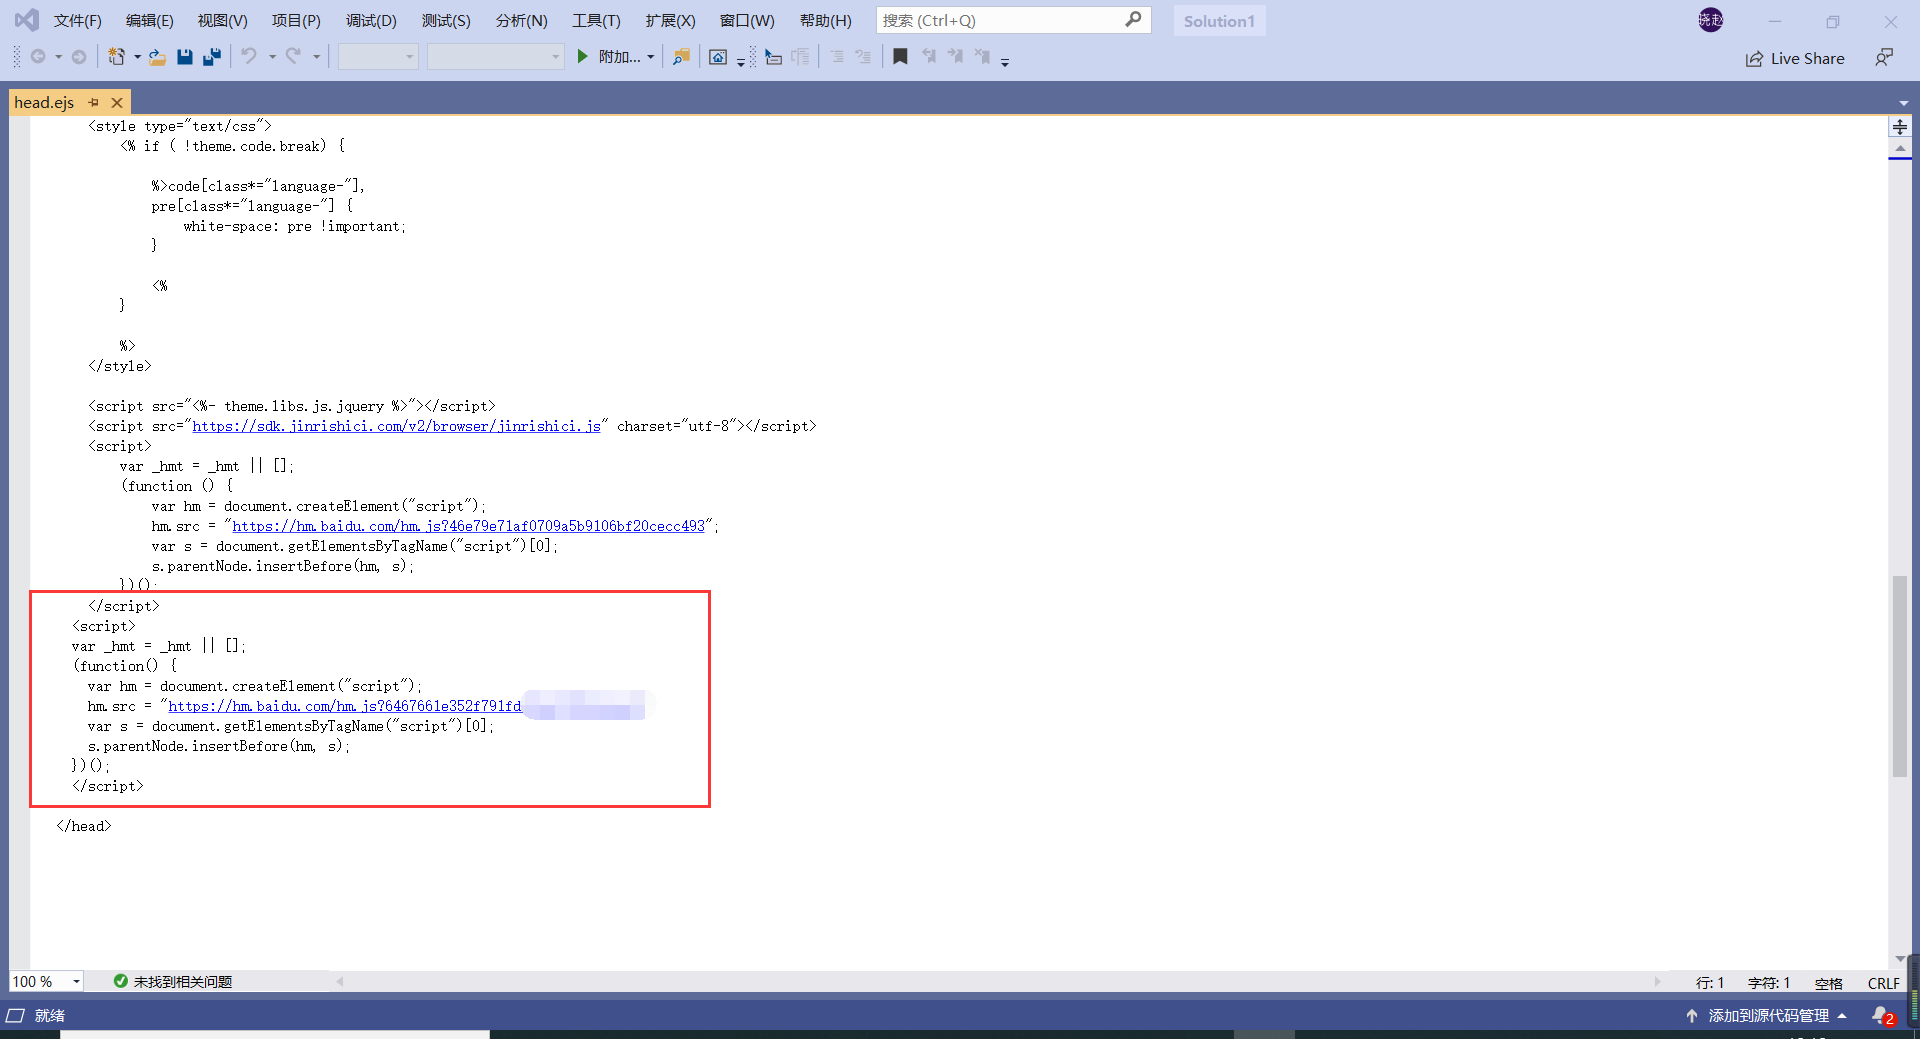 文件(F) 编辑(E) 视图(V) 项目(P) 调试(D) 测试(S) 分析(N) 工具(T) 扩展(X) 窗口(W) 帮助(H) 搜索 (Ctrl+Q) Solution1 晓赵
附加... Live Share
head.ejs
<style type="text/css">
<% if ( !theme.code.break) {
%>code[class*="language-"],
pre[class*="language-"] {
white-space: pre !important;
}
<%
}
%>
</style>
<script src="<%- theme.libs.js.jquery %>"></script>
<script src="https://sdk.jinrishici.com/v2/browser/jinrishici.js" charset="utf-8"></script>
<script>
var _hmt = _hmt || [];
(function () {
var hm = document.createElement("script");
hm.src = "https://hm.baidu.com/hm.js?46e79e71af0709a5b9106bf20cecc493";
var s = document.getElementsByTagName("script")[0];
s.parentNode.insertBefore(hm, s);
})();
</script>
<script>
var _hmt = _hmt || [];
(function() {
var hm = document.createElement("script");
hm.src = "https://hm.baidu.com/hm.js?6467661e352f791fd
var s = document.getElementsByTagName("script")[0];
s.parentNode.insertBefore(hm, s);
})();
</script>
</head>
100 % 未找到相关问题 行: 1 字符: 1 空格 CRLF
就绪 添加到源代码管理 2